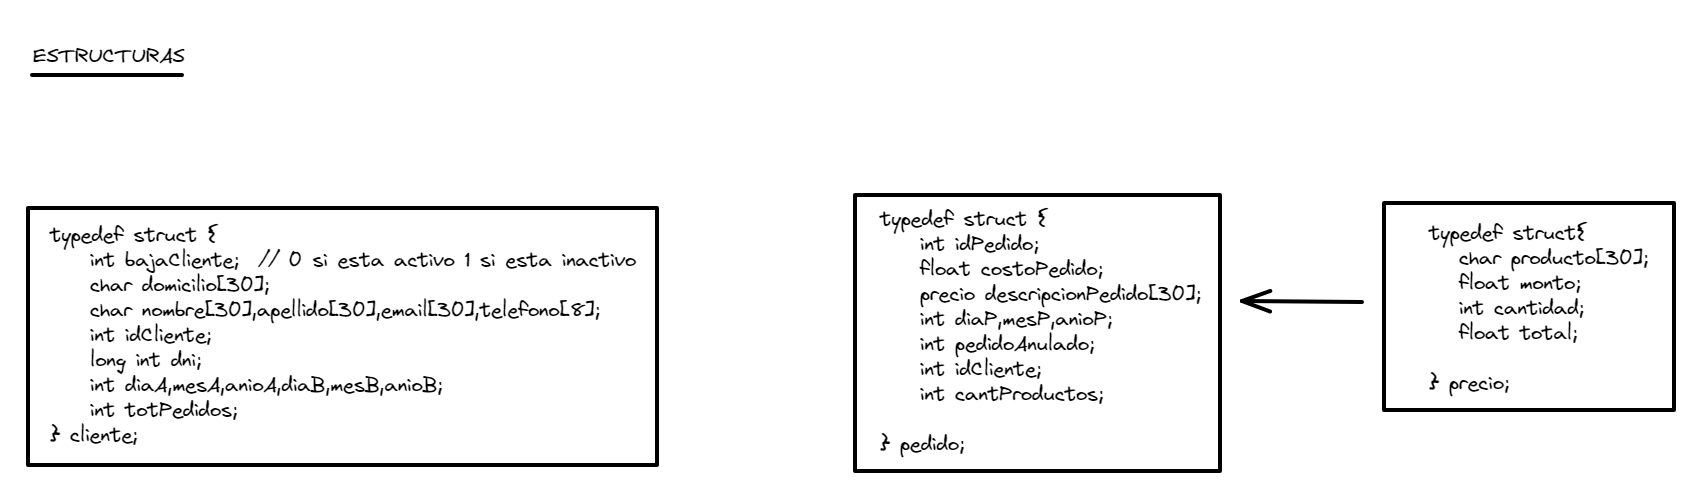 ESTRUCTURAS
typedef struct {
int bajaCliente; // 0 si esta activo 1 si esta inactivo
char domicilio[30];
char nombre[30],apellido[30],email[30],telefono[8];
int idCliente;
long int dni;
int diaA,mesA,anioA,diaB,mesB,anioB;
int totPedidos;
} cliente;
typedef struct {
int idPedido;
float costoPedido;
precio descripcionPedido[30];
int diaP,mesP,anioP;
int pedidoAnulado;
int idCliente;
int cantProductos;
} pedido;
typedef struct{
char producto[30];
float monto;
int cantidad;
float total;
} precio;